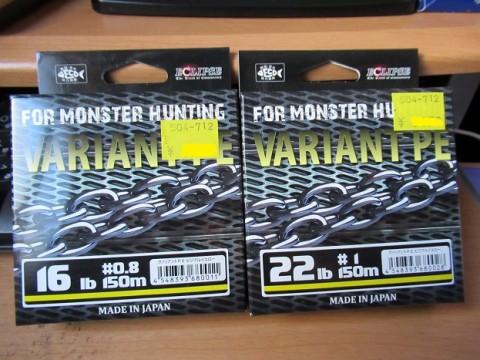 ECLIPSE
FOR MONSTER HUNTING
504-712
¥
VARIANT PE
16 lb #0.8 150m
MADE IN JAPAN
ECLIPSE
FOR MONSTER HU
504-712
¥
VARIANT PE
22 lb #1 150m
MADE IN JAPAN